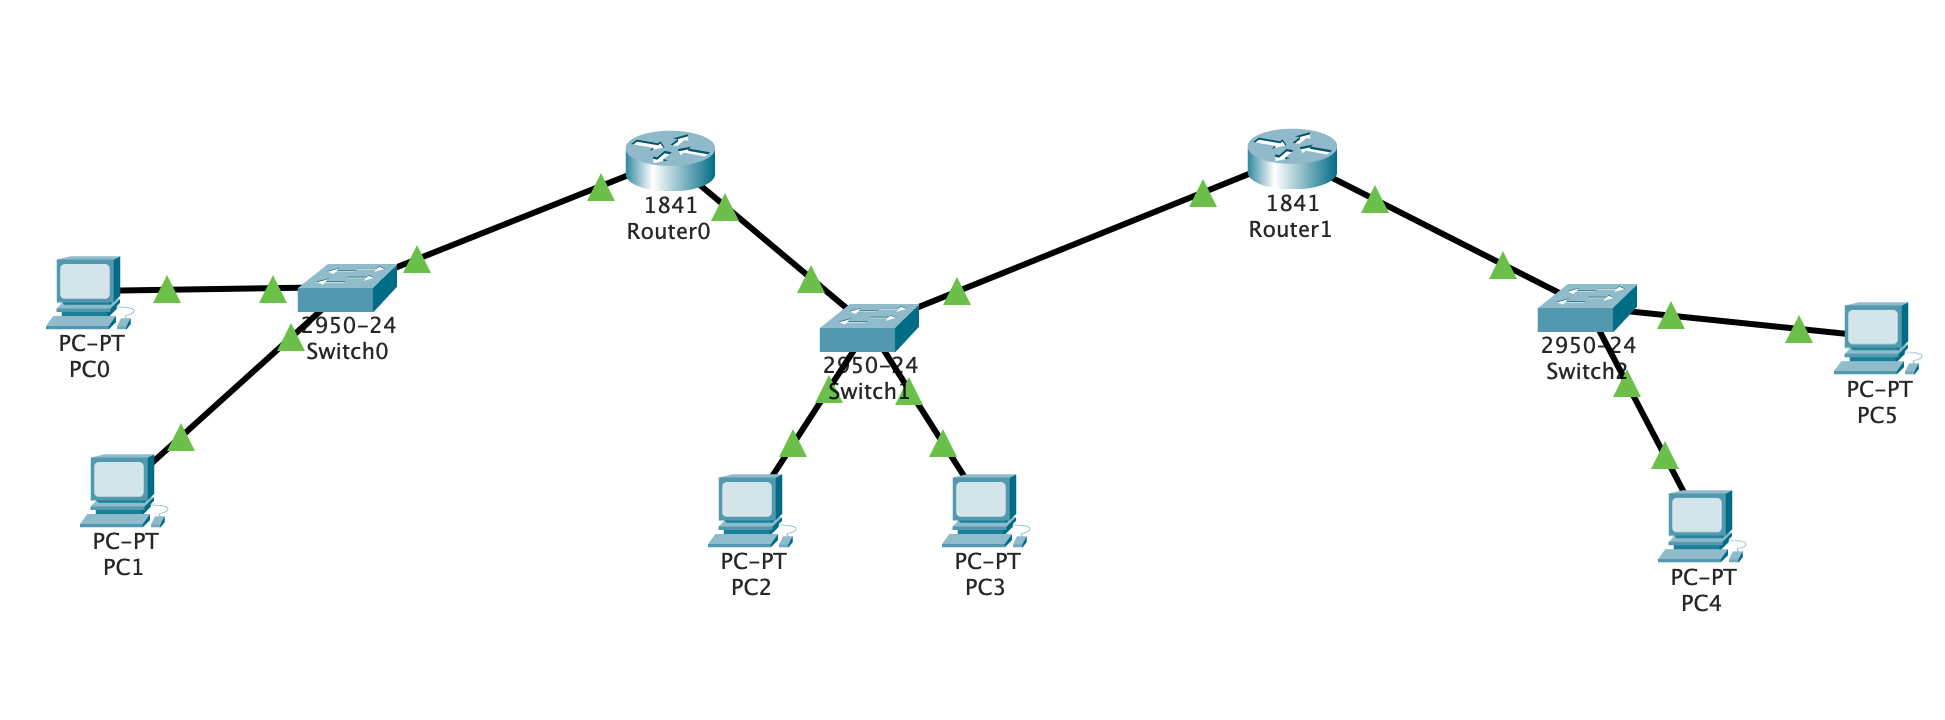 1841
Router0
1841
Router1
PC-PT
PC0
2950-24
Switch0
2950-24
Switch1
2950-24
Switch2
PC-PT
PC5
PC-PT
PC1
PC-PT
PC2
PC-PT
PC3
PC-PT
PC4